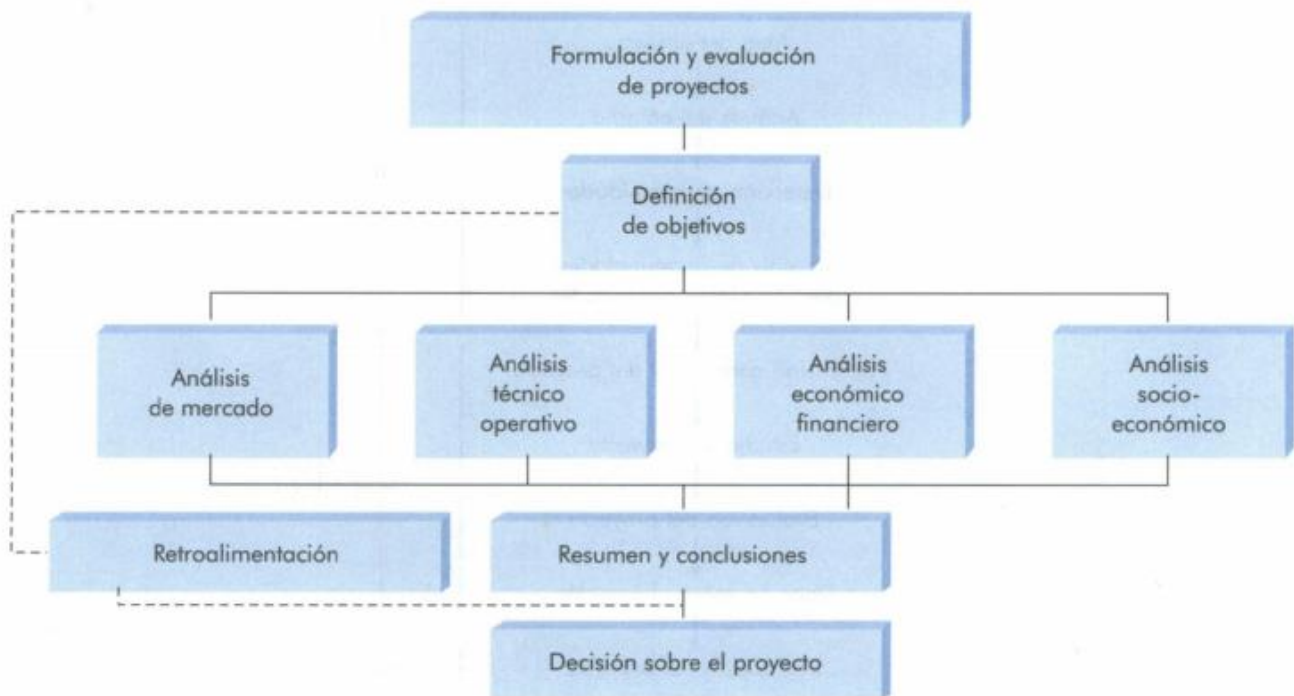 Formulación y evaluación
de proyectos
Definición
de objetivos
Análisis
de mercado
Análisis
técnico
operativo
Análisis
económico
financiero
Análisis
socio-
económico
Retroalimentación
Resumen y conclusiones
Decisión sobre el proyecto